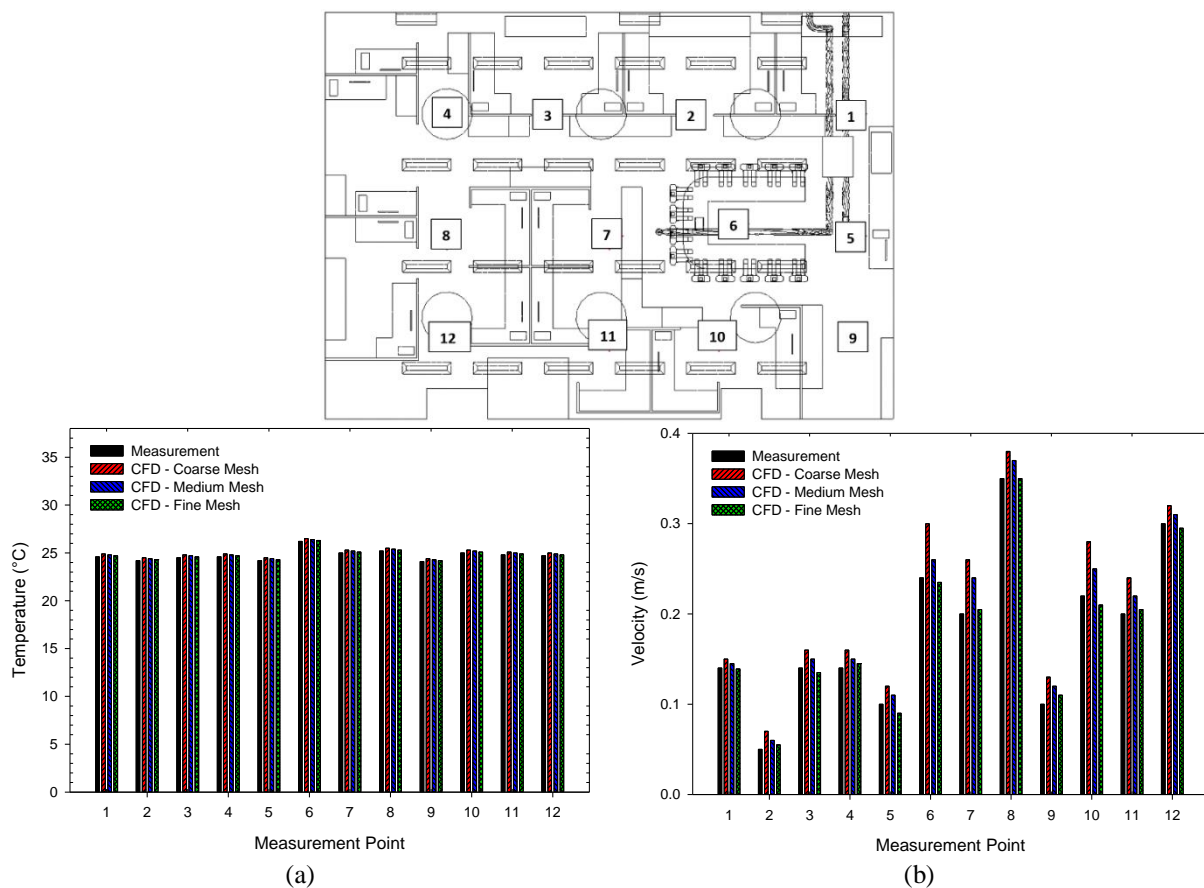 4
3
2
1
8
7
6
5
12
11
10
9
Measurement
CFD - Coarse Mesh
CFD - Medium Mesh
CFD - Fine Mesh
35
30
25
20
15
10
5
0
Temperature (°C)
1 2 3 4 5 6 7 8 9 10 11 12
Measurement Point
(a)
Measurement
CFD - Coarse Mesh
CFD - Medium Mesh
CFD - Fine Mesh
0.4
0.3
0.2
0.1
0.0
Velocity (m/s)
1 2 3 4 5 6 7 8 9 10 11 12
Measurement Point
(b)